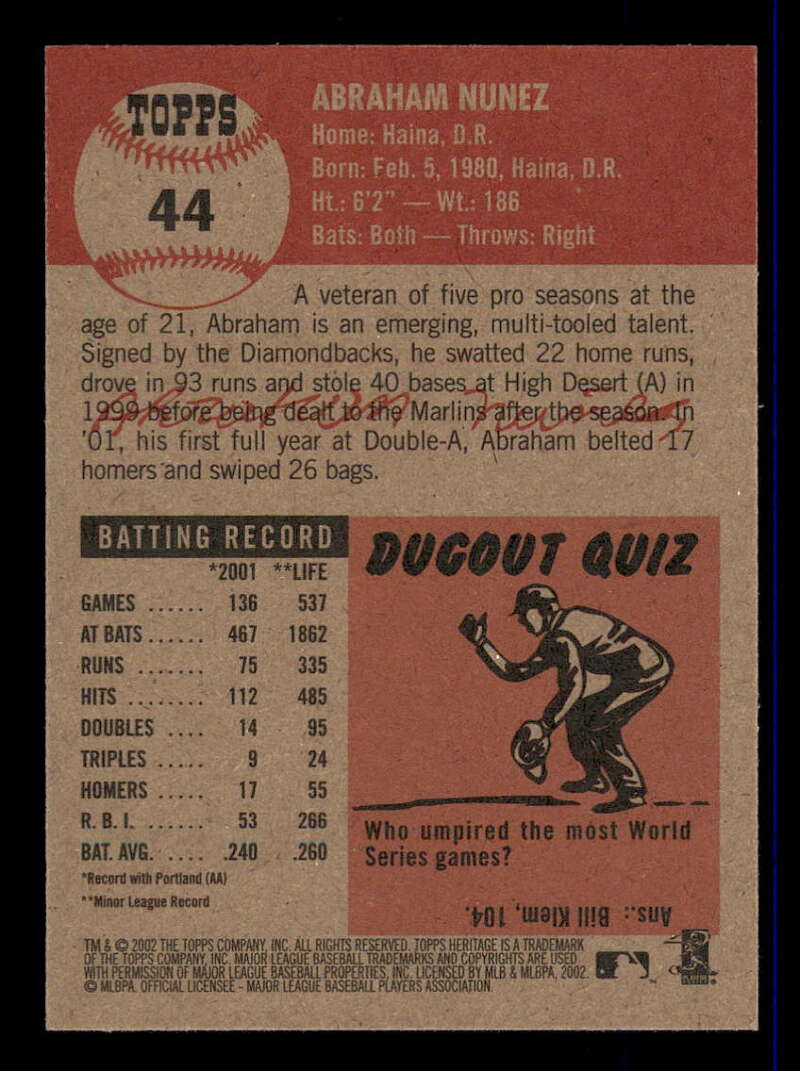 TOPPS
44
ABRAHAM NUNEZ
Home: Haina, D.R.
Born: Feb. 5, 1980, Haina, D.R.
Ht.: 6'2" — Wt.: 186
Bats: Both — Throws: Right
A veteran of five pro seasons at the
age of 21, Abraham is an emerging, multi-tooled talent.
Signed by the Diamondbacks, he swatted 22 home runs,
drove in 93 runs and stole 40 bases at High Desert (A) in
1999 before being dealt to the Marlins after the season. In
'01, his first full year at Double-A, Abraham belted 17
homers and swiped 26 bags.
BATTING RECORD
*2001 **LIFE
GAMES ...... 136 537
AT BATS ...... 467 1862
RUNS ....... 75 335
HITS ........ 112 485
DOUBLES .... 14 95
TRIPLES ..... 9 24
HOMERS ..... 17 55
R.B.I. ...... 53 266
BAT. AVG. .... .240 .260
*Record with Portland (AA)
**Minor League Record
DUGOUT QUIZ
Who umpired the most World
Series games?
Ans.: Bill Klem, 104.
TM & © 2002 THE TOPPS COMPANY, INC. ALL RIGHTS RESERVED. TOPPS HERITAGE IS A TRADEMARK
OF THE TOPPS COMPANY, INC. MAJOR LEAGUE BASEBALL TRADEMARKS AND COPYRIGHTS ARE USED
WITH PERMISSION OF MAJOR LEAGUE BASEBALL PROPERTIES, INC. LICENSED BY MLB & MLBPA, 2002.
© MLBPA. OFFICIAL LICENSEE - MAJOR LEAGUE BASEBALL PLAYERS ASSOCIATION.